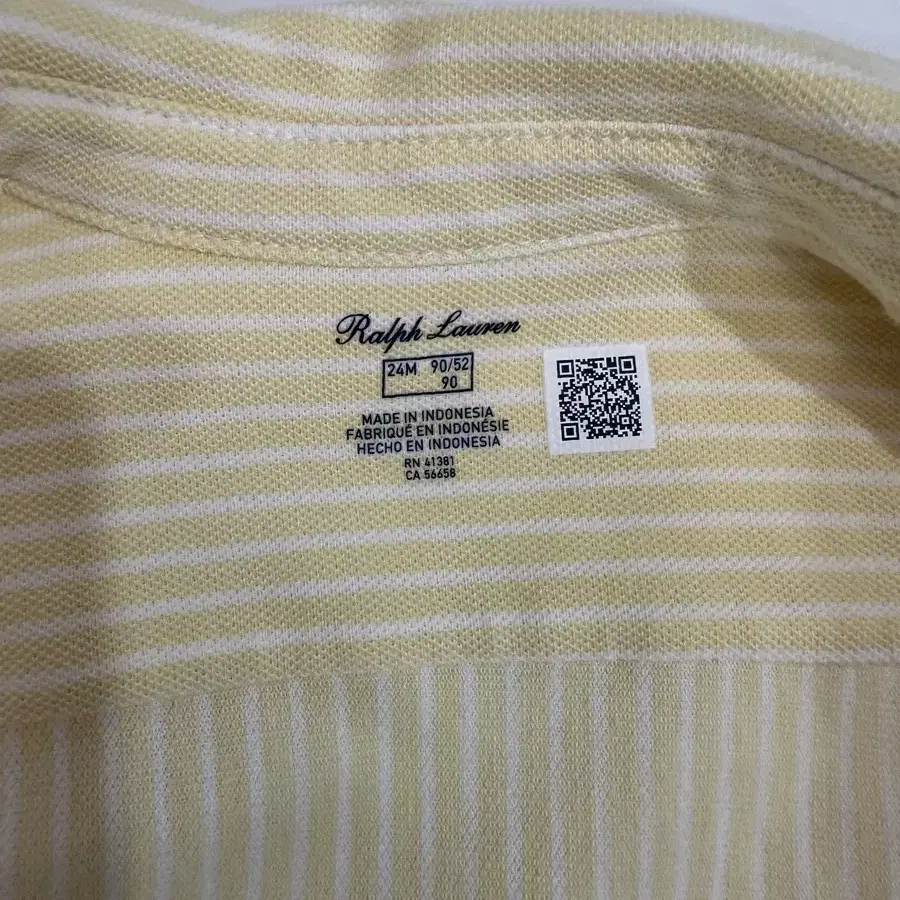 Ralph Lauren
24M 90/52
90
MADE IN INDONESIA
FABRIQUÉ EN INDONÉSIE
HECHO EN INDONESIA
RN 41381
CA 56658